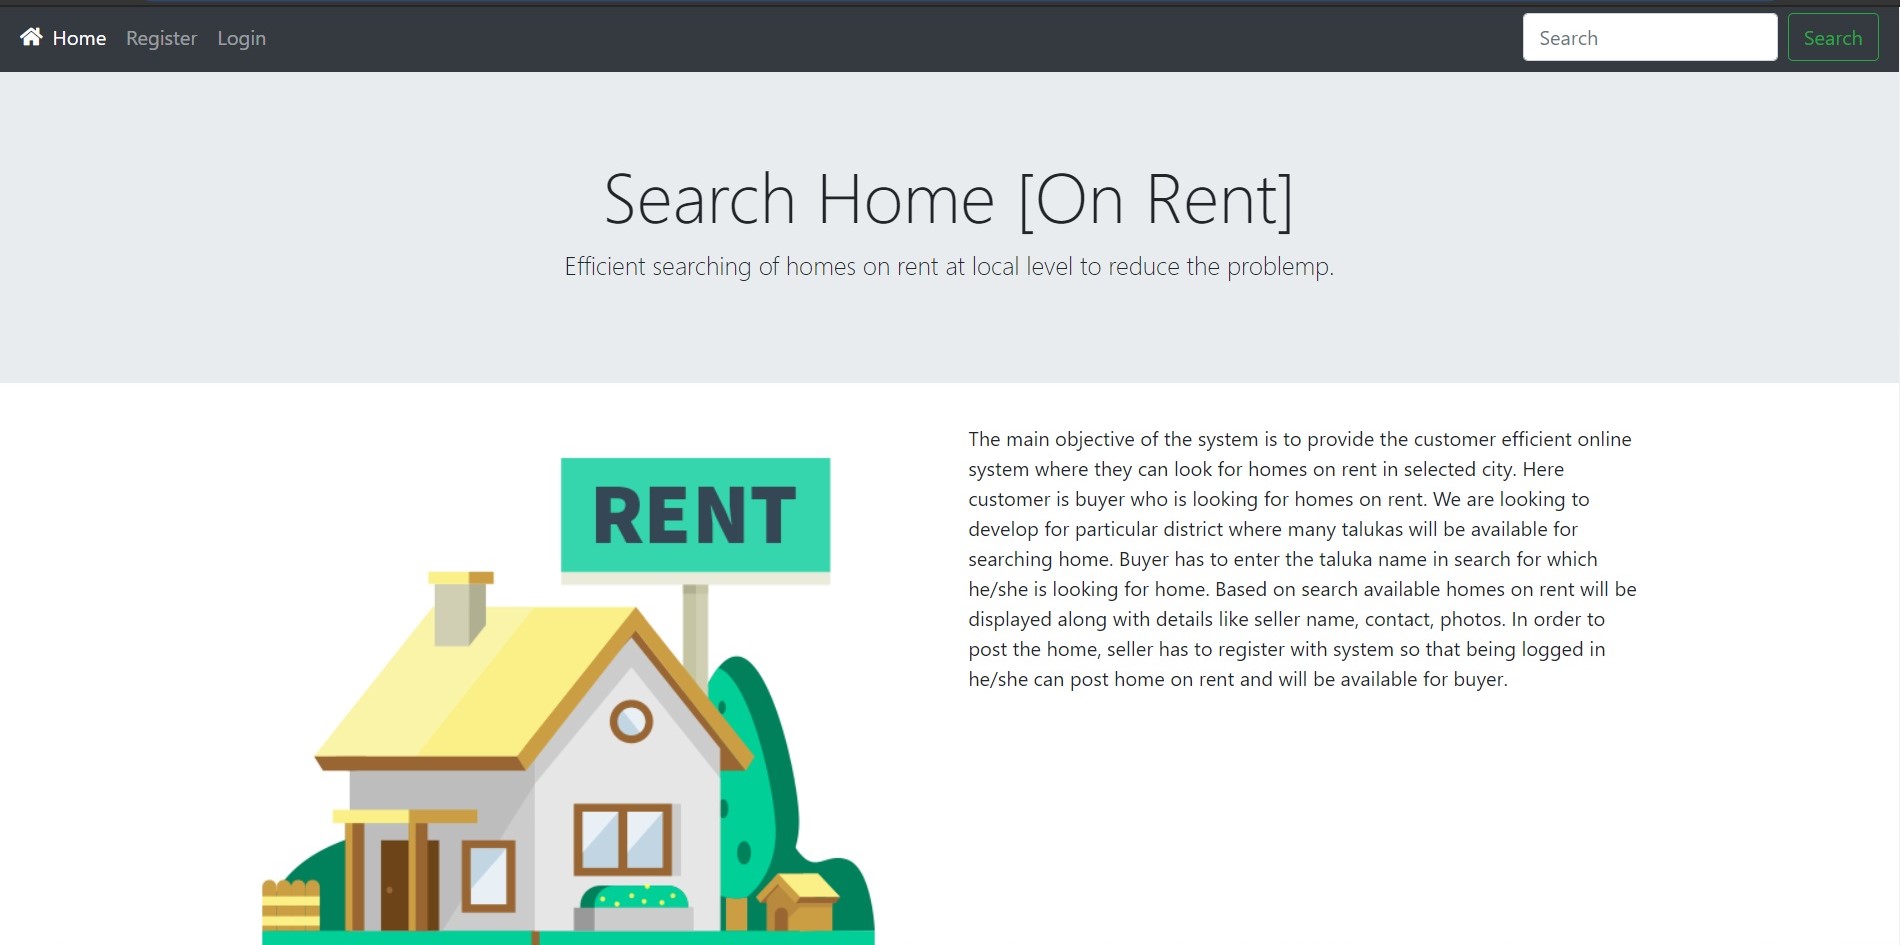 Home Register Login Search Search
Search Home [On Rent]
Efficient searching of homes on rent at local level to reduce the problemp.
RENT
The main objective of the system is to provide the customer efficient online
system where they can look for homes on rent in selected city. Here
customer is buyer who is looking for homes on rent. We are looking to
develop for particular district where many talukas will be available for
searching home. Buyer has to enter the taluka name in search for which
he/she is looking for home. Based on search available homes on rent will be
displayed along with details like seller name, contact, photos. In order to
post the home, seller has to register with system so that being logged in
he/she can post home on rent and will be available for buyer.